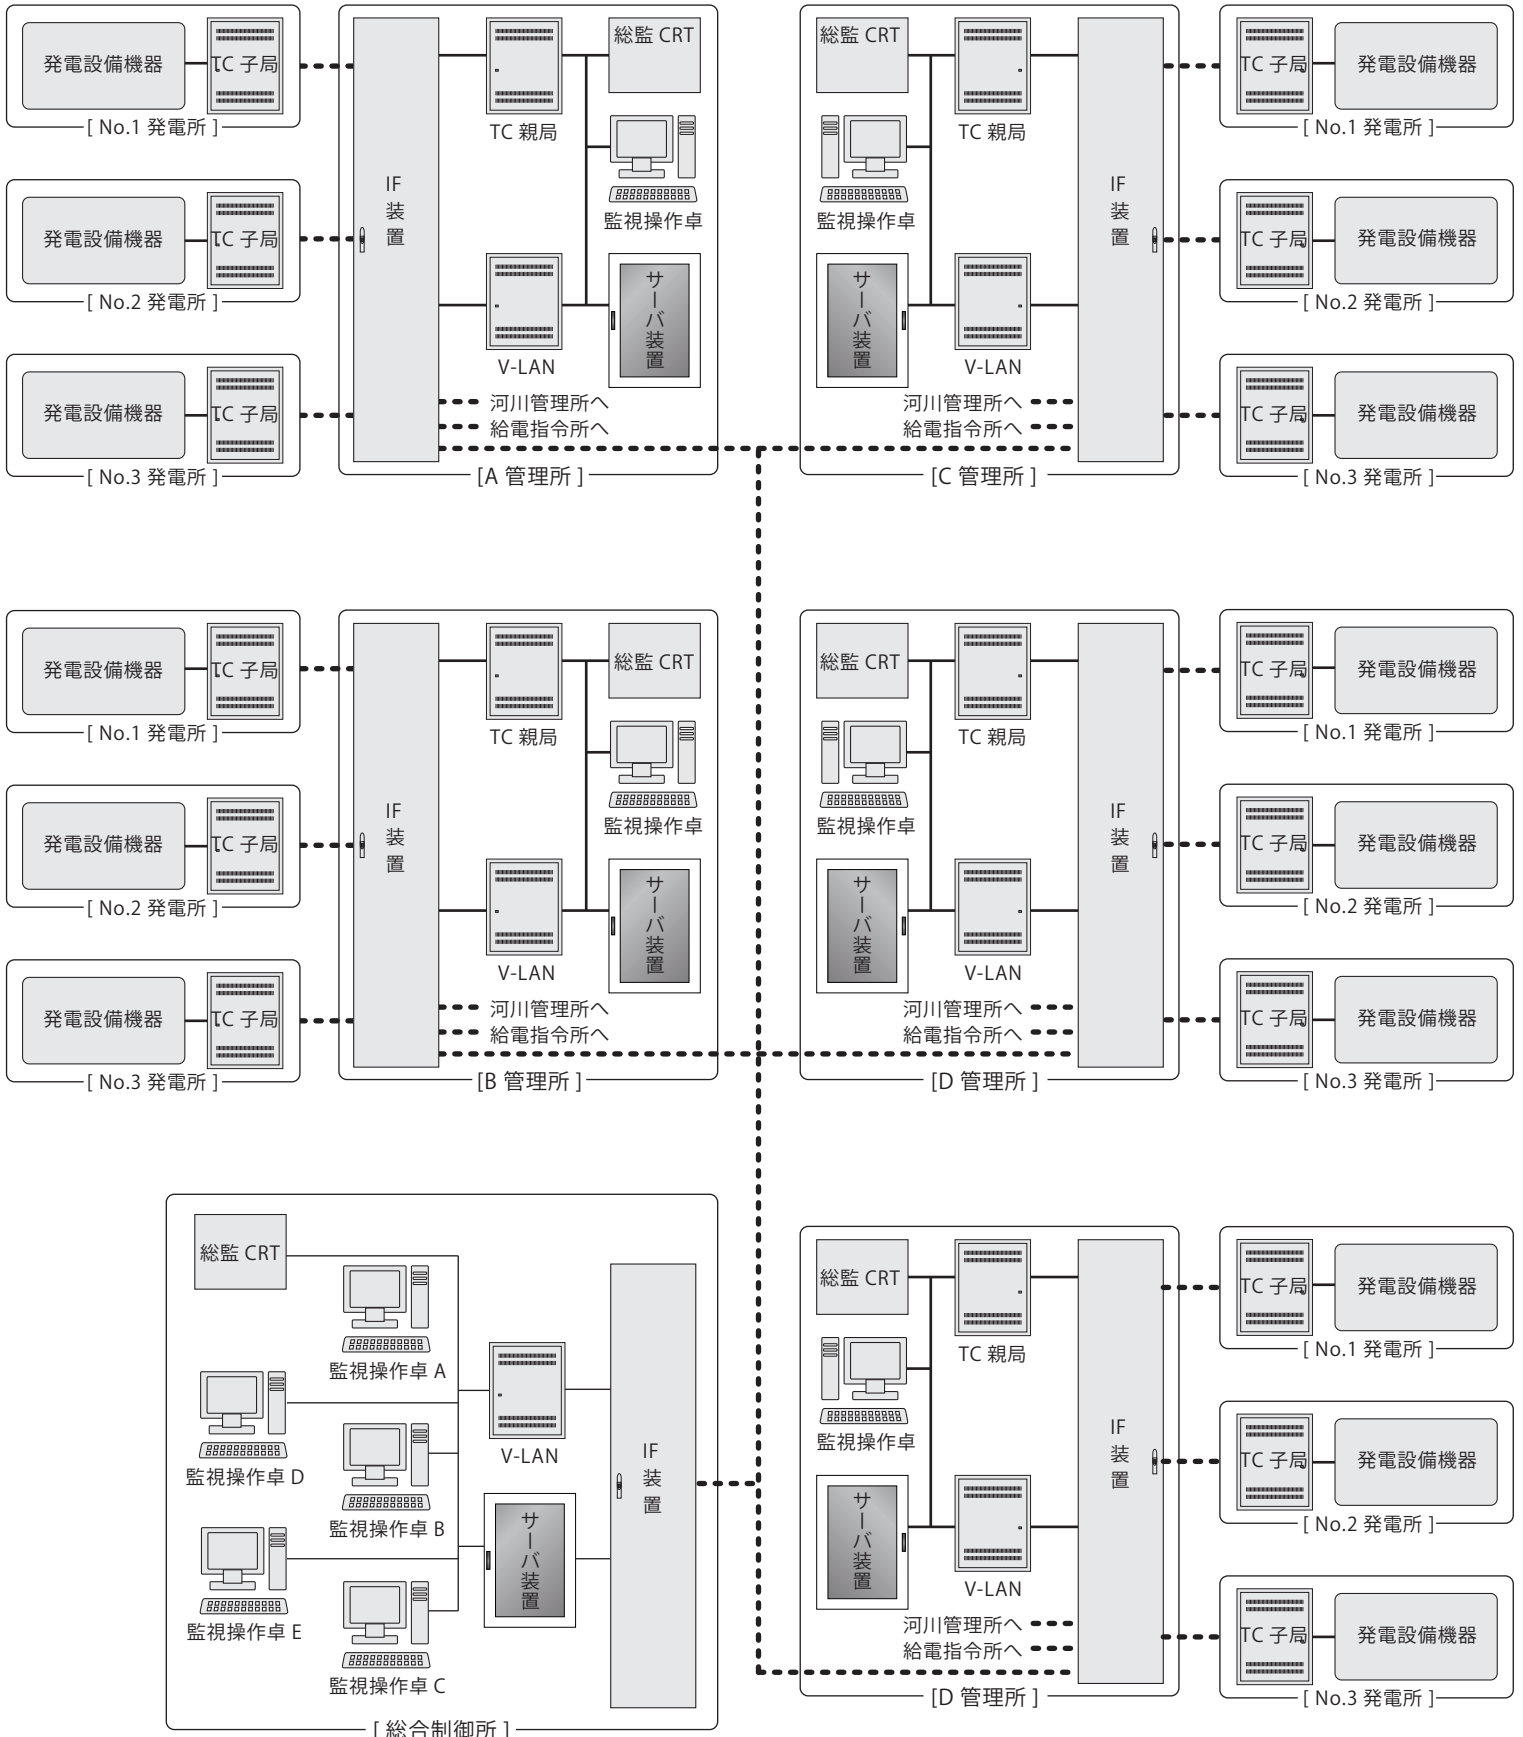 発電設備機器
TC 子局
[ No.1 発電所 ]
発電設備機器
TC 子局
[ No.2 発電所 ]
発電設備機器
TC 子局
[ No.3 発電所 ]
IF装置
TC 親局
総監 CRT
監視操作卓
V-LAN
サーバ装置
河川管理所へ
給電指令所へ
[A 管理所 ]
総監 CRT
TC 親局
監視操作卓
サーバ装置
V-LAN
IF装置
河川管理所へ
給電指令所へ
[C 管理所 ]
TC 子局
発電設備機器
[ No.1 発電所 ]
TC 子局
発電設備機器
[ No.2 発電所 ]
TC 子局
発電設備機器
[ No.3 発電所 ]
発電設備機器
TC 子局
[ No.1 発電所 ]
発電設備機器
TC 子局
[ No.2 発電所 ]
発電設備機器
TC 子局
[ No.3 発電所 ]
IF装置
TC 親局
総監 CRT
監視操作卓
V-LAN
サーバ装置
河川管理所へ
給電指令所へ
[B 管理所 ]
総監 CRT
TC 親局
監視操作卓
サーバ装置
V-LAN
IF装置
河川管理所へ
給電指令所へ
[D 管理所 ]
TC 子局
発電設備機器
[ No.1 発電所 ]
TC 子局
発電設備機器
[ No.2 発電所 ]
TC 子局
発電設備機器
[ No.3 発電所 ]
総監 CRT
監視操作卓 A
監視操作卓 D
監視操作卓 B
監視操作卓 E
監視操作卓 C
V-LAN
サーバ装置
IF装置
[ 総合制御所 ]
総監 CRT
TC 親局
監視操作卓
サーバ装置
V-LAN
IF装置
河川管理所へ
給電指令所へ
[D 管理所 ]
TC 子局
発電設備機器
[ No.1 発電所 ]
TC 子局
発電設備機器
[ No.2 発電所 ]
TC 子局
発電設備機器
[ No.3 発電所 ]